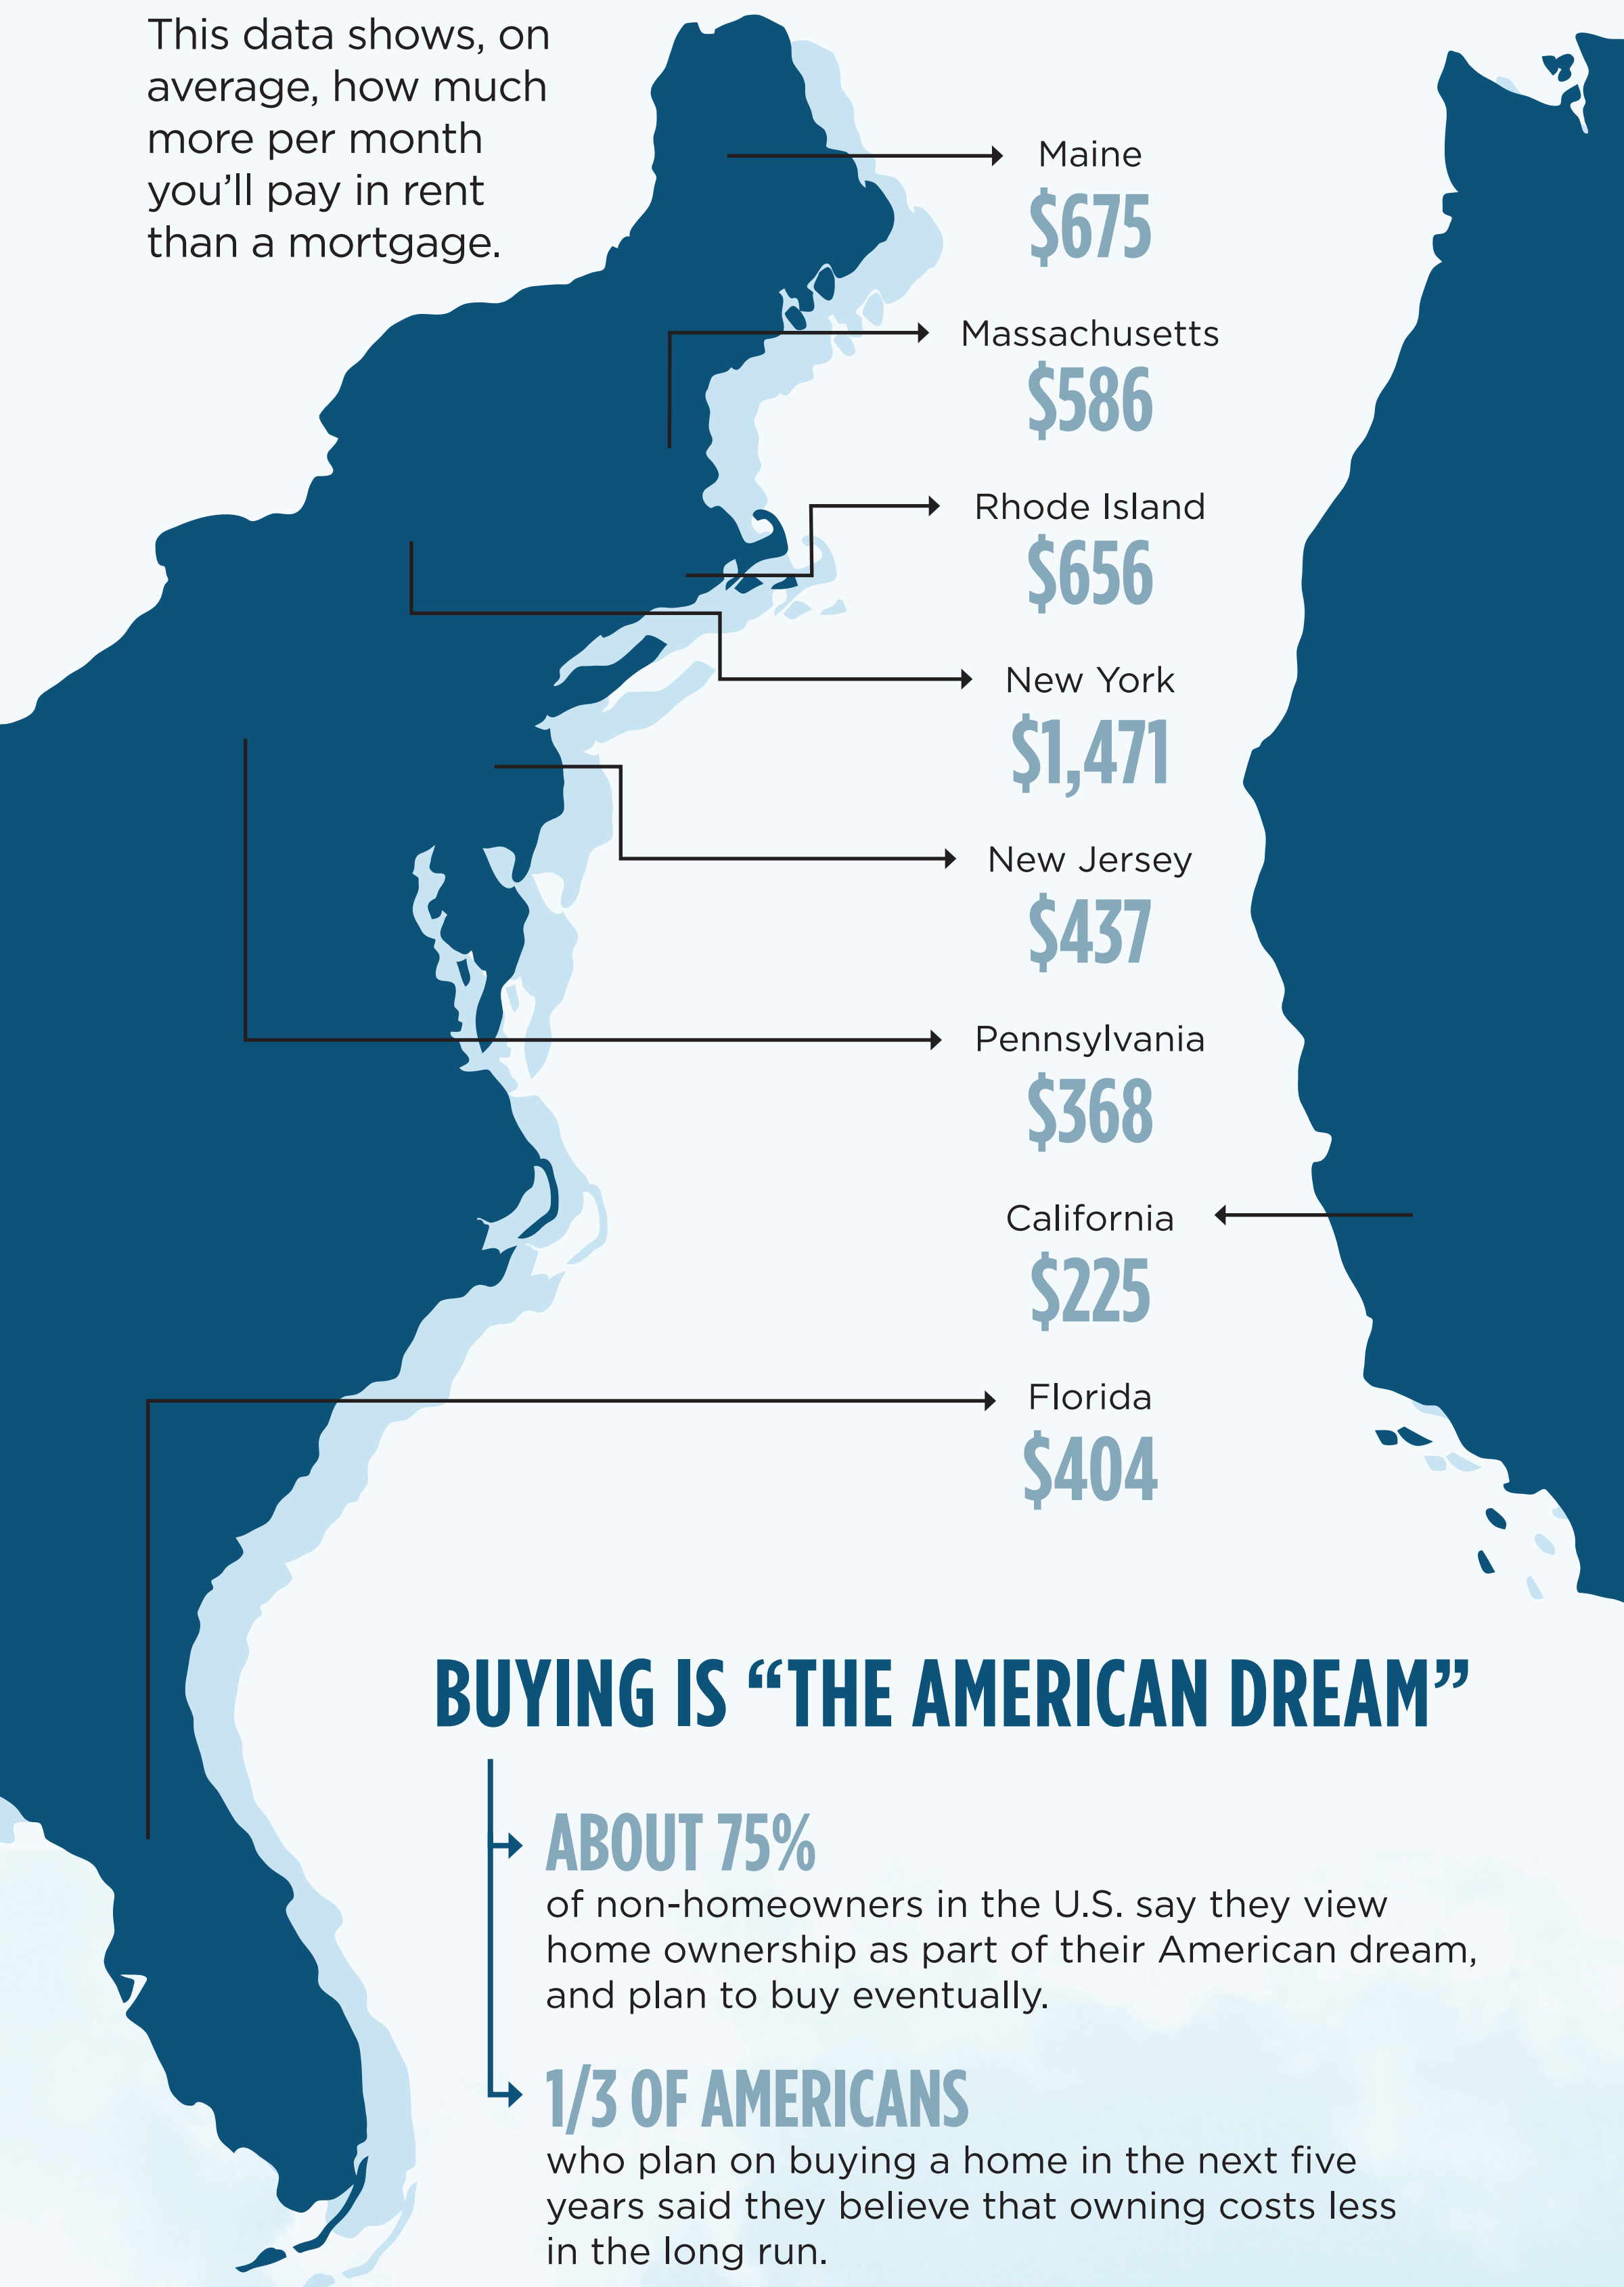 This data shows, on
average, how much
more per month
you’ll pay in rent
than a mortgage.
Maine
$675
Massachusetts
$586
Rhode Island
$656
New York
$1,471
New Jersey
$437
Pennsylvania
$368
California
$225
Florida
$404
BUYING IS “THE AMERICAN DREAM”
ABOUT 75%
of non-homeowners in the U.S. say they view
home ownership as part of their American dream,
and plan to buy eventually.
1/3 OF AMERICANS
who plan on buying a home in the next five
years said they believe that owning costs less
in the long run.